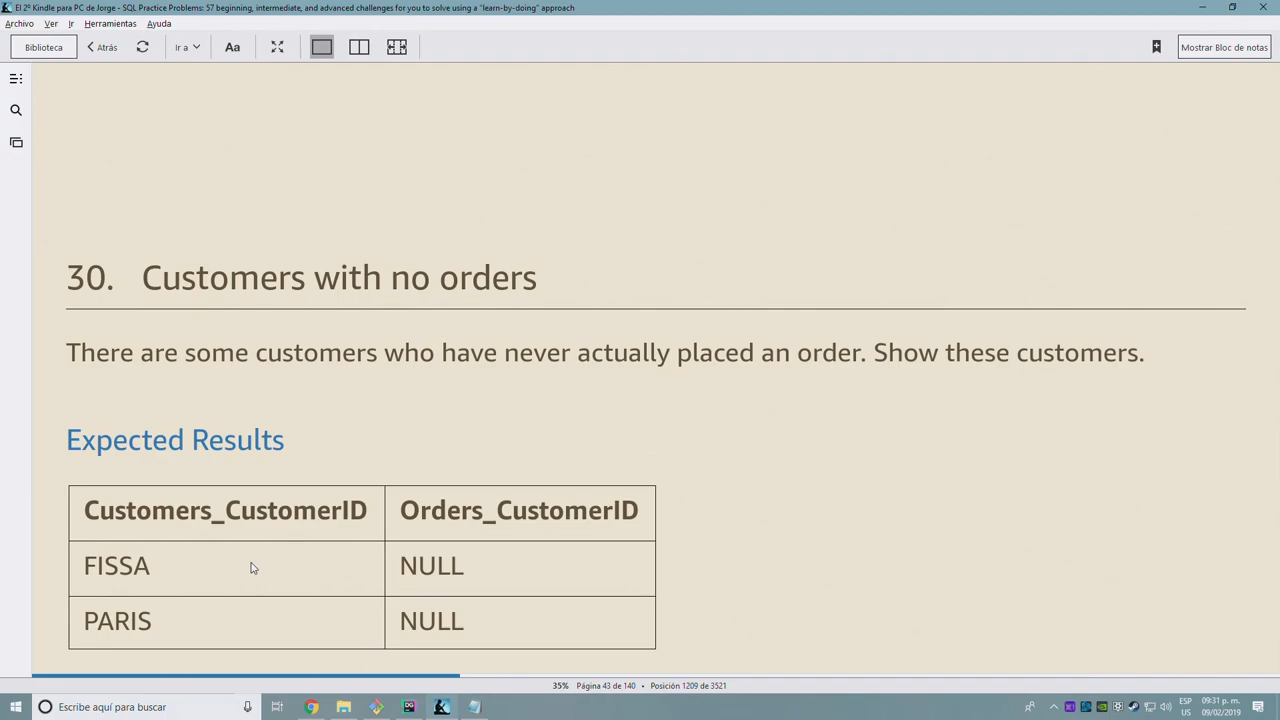 El 2º Kindle para PC de Jorge - SQL Practice Problems: 57 beginning, intermediate, and advanced challenges for you to solve using a "learn-by-doing" approach
Archivo Ver Ir Herramientas Ayuda
Biblioteca Atrás Ir a Aa Mostrar Bloc de notas
30. Customers with no orders
There are some customers who have never actually placed an order. Show these customers.
Expected Results
Customers_CustomerID Orders_CustomerID
FISSA NULL
PARIS NULL
35% Página 43 de 140 • Posición 1209 de 3521
Escribe aquí para buscar
ESP 09:31 p. m.
US 09/02/2019